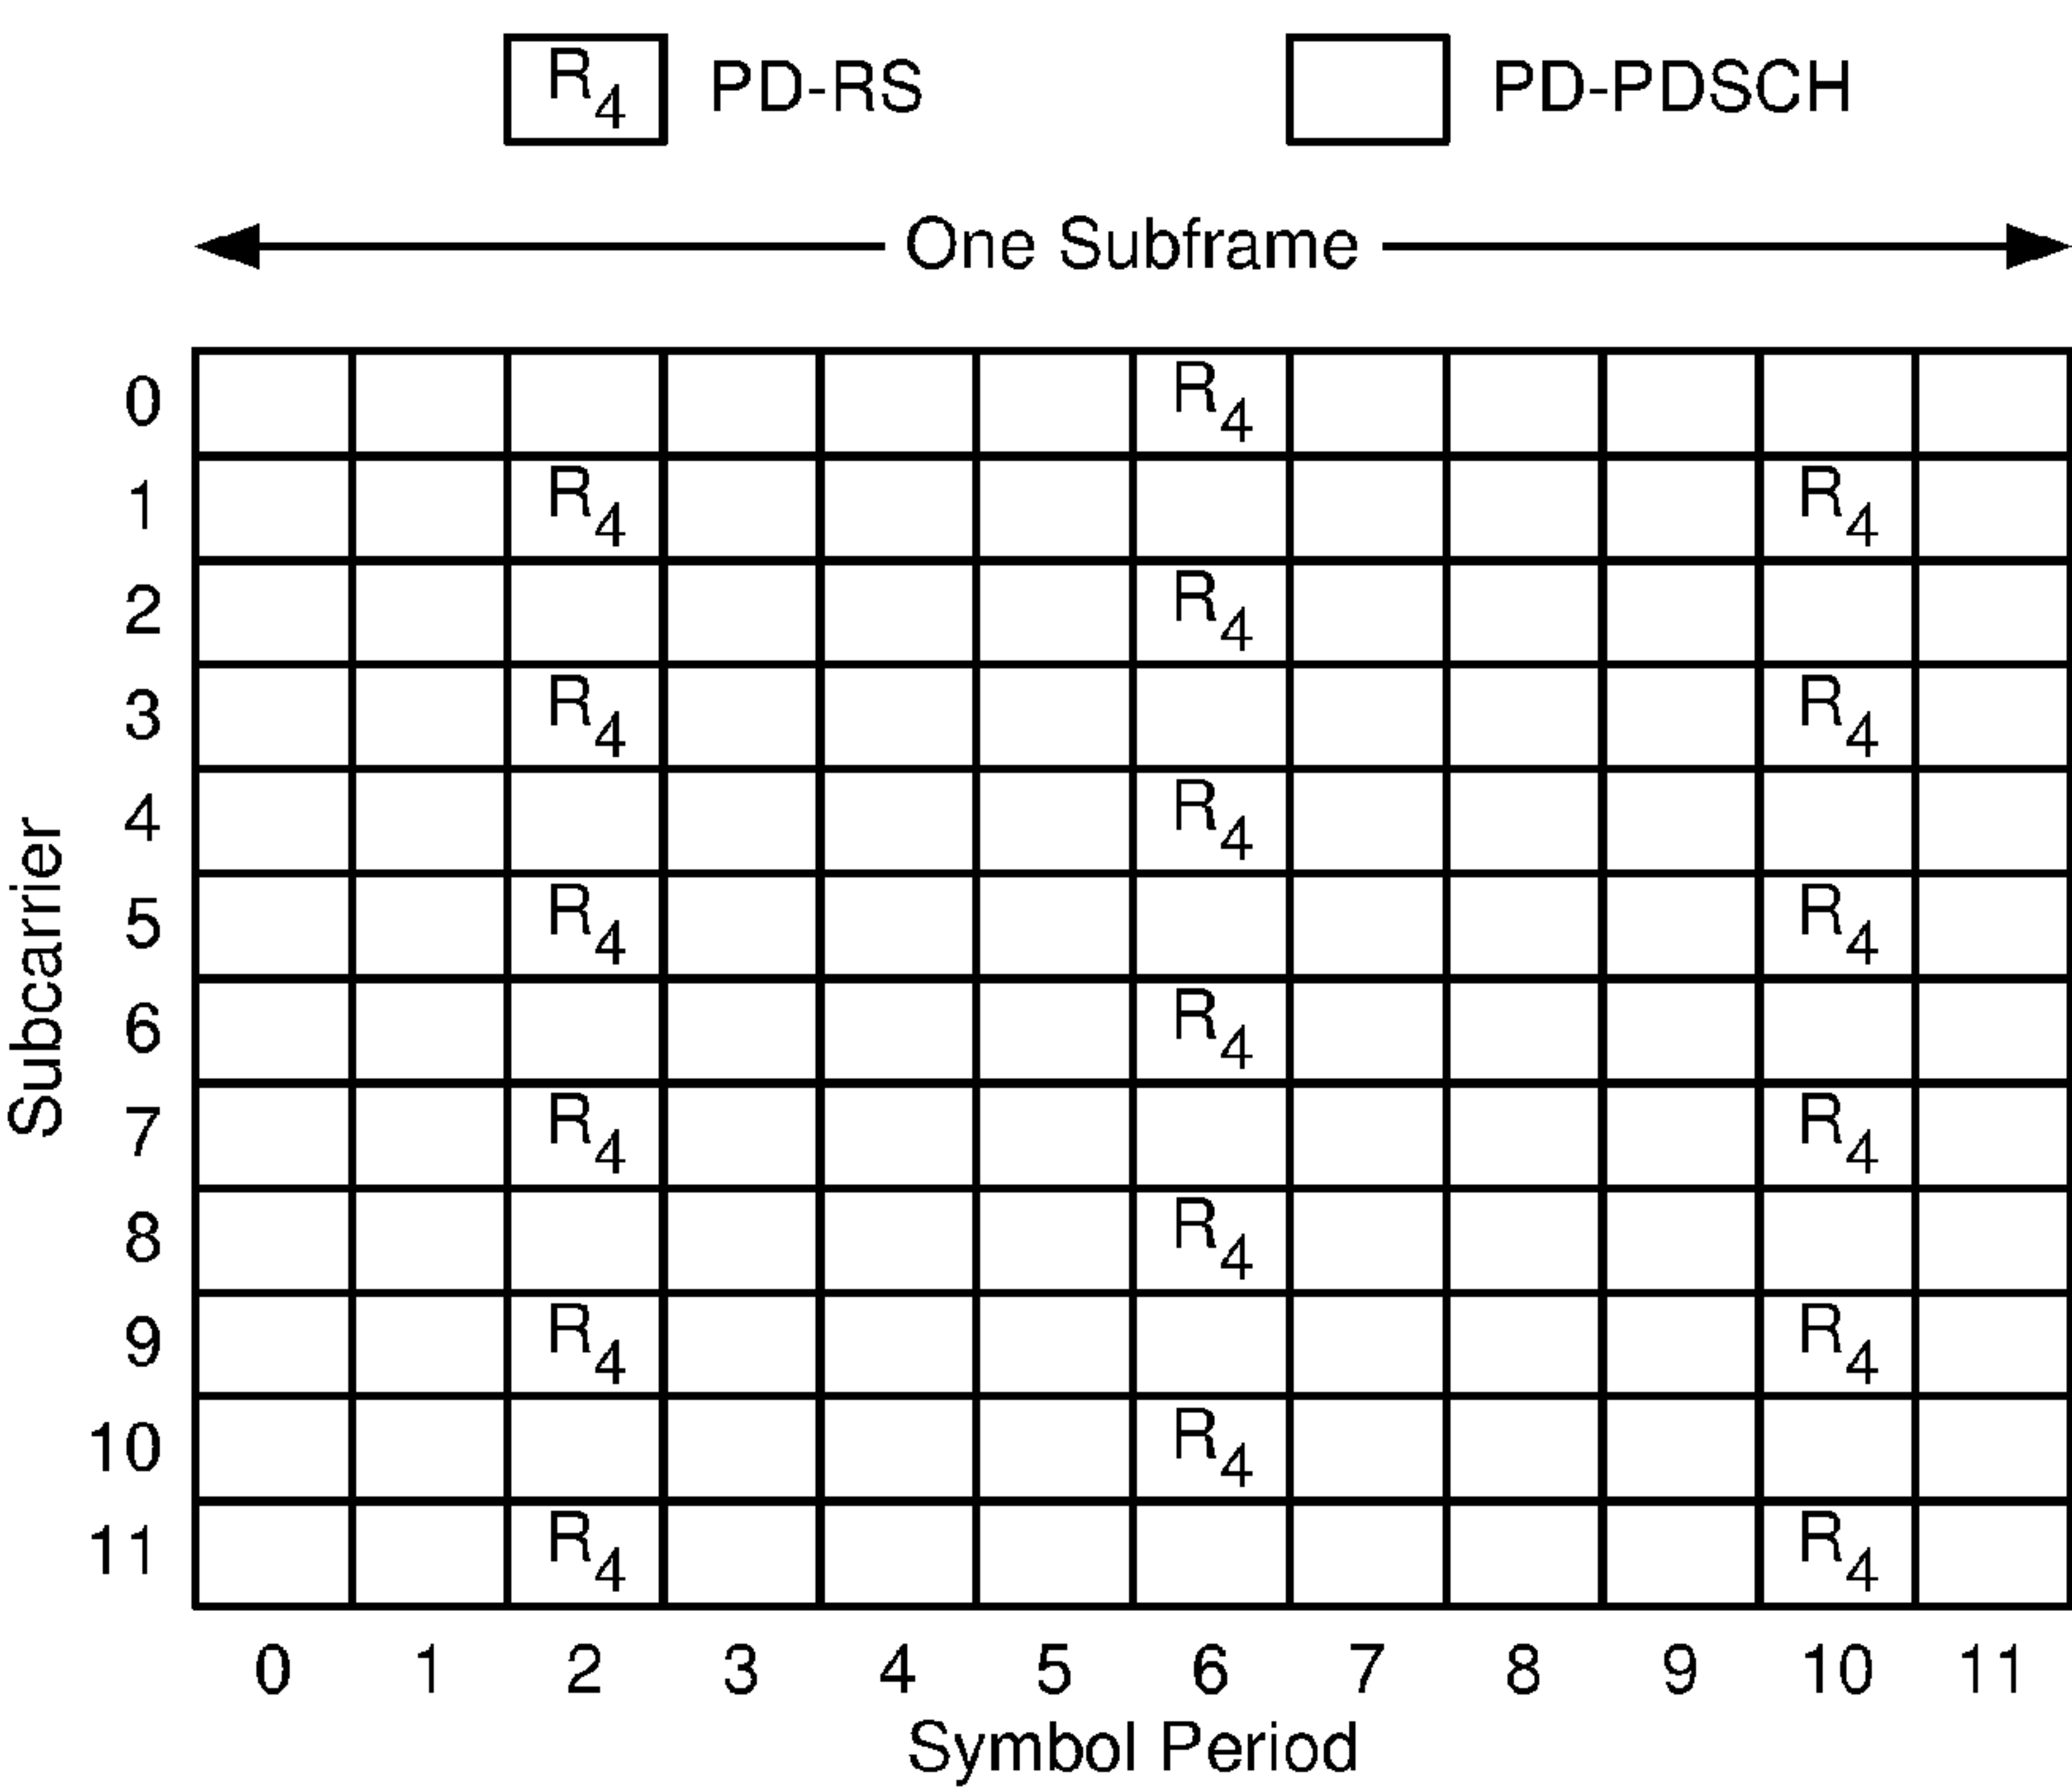 R4 PD-RS PD-PDSCH
One Subframe
0 R4
1 R4 R4
2 R4
3 R4 R4
4 R4
5 R4 R4
6 R4
7 R4 R4
8 R4
9 R4 R4
10 R4
11 R4 R4
Subcarrier
0 1 2 3 4 5 6 7 8 9 10 11
Symbol Period